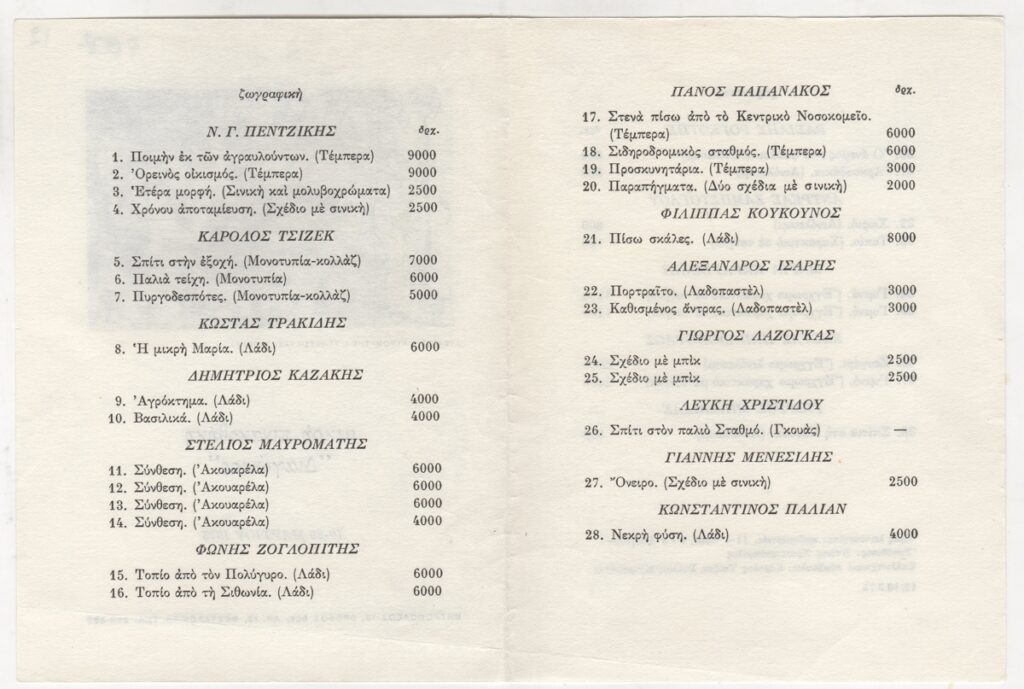 ζωγραφικὴ
Ν. Γ. ΠΕΝΤΖΙΚΗΣ δρχ.
1. Ποιμὴν ἐκ τῶν ἀγραυλούντων. (Τέμπερα) 9000
2. Ὀρεινὸς οἰκισμός. (Τέμπερα) 9000
3. Ἑτέρα μορφή. (Σινικὴ καὶ μολυβοχρώματα) 2500
4. Χρόνου ἀποταμίευση. (Σχέδιο μὲ σινικὴ) 2500
ΚΑΡΟΛΟΣ ΤΣΙΖΕΚ
5. Σπίτι στὴν ἐξοχή. (Μονοτυπία-κολλὰζ) 7000
6. Παλιὰ τείχη. (Μονοτυπία) 6000
7. Πυργοδεσπότες. (Μονοτυπία-κολλὰζ) 5000
ΚΩΣΤΑΣ ΤΡΑΚΙΔΗΣ
8. Ἡ μικρὴ Μαρία. (Λάδι) 6000
ΔΗΜΗΤΡΙΟΣ ΚΑΖΑΚΗΣ
9. Ἀγρόκτημα. (Λάδι) 4000
10. Βασιλικά. (Λάδι) 4000
ΣΤΕΛΙΟΣ ΜΑΥΡΟΜΑΤΗΣ
11. Σύνθεση. (Ἀκουαρέλα) 6000
12. Σύνθεση. (Ἀκουαρέλα) 6000
13. Σύνθεση. (Ἀκουαρέλα) 6000
14. Σύνθεση. (Ἀκουαρέλα) 4000
ΦΩΝΗΣ ΖΟΓΛΟΠΙΤΗΣ
15. Τοπίο ἀπὸ τὸν Πολύγυρο. (Λάδι) 6000
16. Τοπίο ἀπὸ τὴ Σιθωνία. (Λάδι) 6000
ΠΑΝΟΣ ΠΑΠΑΝΑΚΟΣ δρχ.
17. Στενὰ πίσω ἀπὸ τὸ Κεντρικὸ Νοσοκομεῖο.
(Τέμπερα) 6000
18. Σιδηροδρομικὸς σταθμός. (Τέμπερα) 6000
19. Προσκυνητάρια. (Τέμπερα) 3000
20. Παραπήγματα. (Δύο σχέδια μὲ σινικὴ) 2000
ΦΙΛΙΠΠΑΣ ΚΟΥΚΟΥΝΟΣ
21. Πίσω σκάλες. (Λάδι) 8000
ΑΛΕΞΑΝΔΡΟΣ ΙΣΑΡΗΣ
22. Πορτραῖτο. (Λαδοπαστὲλ) 3000
23. Καθισμένος ἄντρας. (Λαδοπαστὲλ) 3000
ΓΙΩΡΓΟΣ ΛΑΖΟΓΚΑΣ
24. Σχέδιο μὲ μπὶκ 2500
25. Σχέδιο μὲ μπὶκ 2500
ΛΕΥΚΗ ΧΡΙΣΤΙΔΟΥ
26. Σπίτι στὸν παλιὸ Σταθμό. (Γκουὰς) —
ΓΙΑΝΝΗΣ ΜΕΝΕΣΙΔΗΣ
27. Ὄνειρο. (Σχέδιο μὲ σινικὴ) 2500
ΚΩΝΣΤΑΝΤΙΝΟΣ ΠΑΛΙΑΝ
28. Νεκρὴ φύση. (Λάδι) 4000